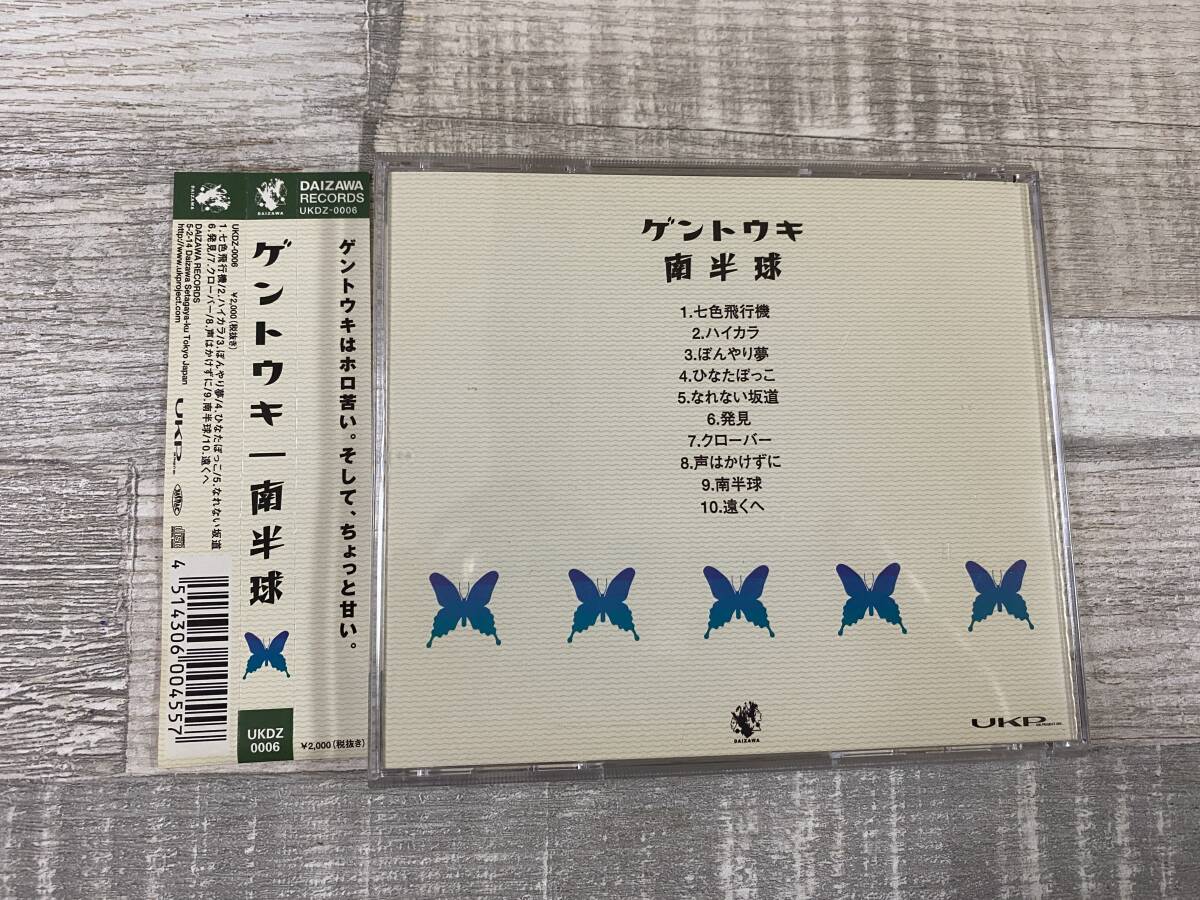 DAIZAWA
DAIZAWA
DAIZAWA
RECORDS
UKDZ-0006
ゲントウキはホロ苦い。そして、ちょっと甘い。
¥2,000(税抜き)
ゲントウキ|南半球
UKDZ
0006
UKDZ-0006 ¥2,000(税抜き)
1.七色飛行機/2.ハイカラ/3.ぼんやり夢/4.ひなたぼっこ/5.なれない坂道
6.発見/7.クローバー/8.声はかけずに/9.南半球/10.遠くへ
DAIZAWA RECORDS
5-2-14 Daizawa Setagaya-ku Tokyo Japan
http://www.ukproject.com
UKP
4 514306 004557
ゲントウキ
南半球
1.七色飛行機
2.ハイカラ
3.ぼんやり夢
4.ひなたぼっこ
5.なれない坂道
6.発見
7.クローバー
8.声はかけずに
9.南半球
10.遠くへ
DAIZAWA
UKP